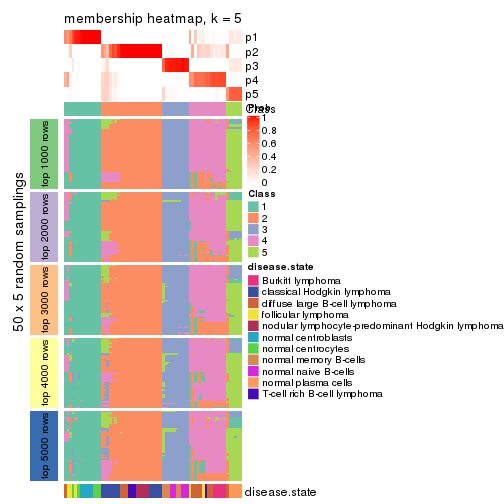 membership heatmap, k = 5
p1
p2
p3
p4
p5
Prob
Class
1
0.8
0.6
0.4
0.2
0
Class
1
2
3
4
5
disease.state
Burkitt lymphoma
classical Hodgkin lymphoma
diffuse large B-cell lymphoma
follicular lymphoma
nodular lymphocyte-predominant Hodgkin lymphoma
normal centroblasts
normal centrocytes
normal memory B-cells
normal naive B-cells
normal plasma cells
T-cell rich B-cell lymphoma
50 x 5 random samplings
top 1000 rows
top 2000 rows
top 3000 rows
top 4000 rows
top 5000 rows
disease.state